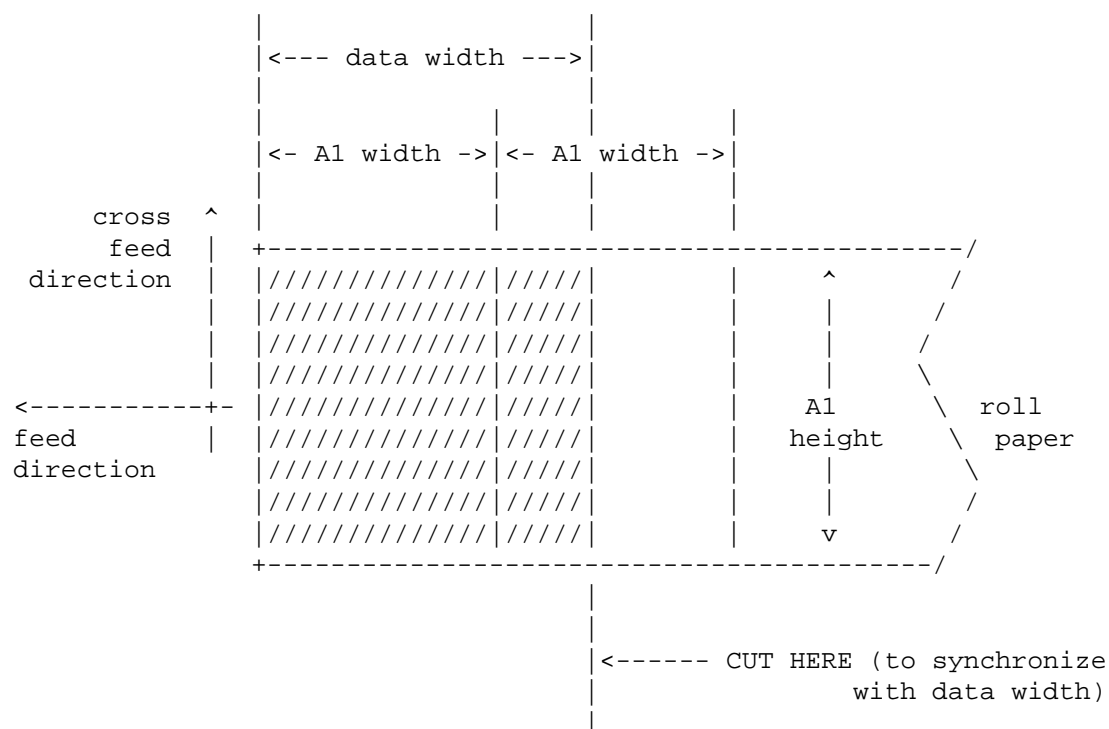 <--- data width --->
<- A1 width -> <- A1 width ->
cross
feed
direction
A1 roll
feed height paper
direction
<------ CUT HERE (to synchronize
with data width)